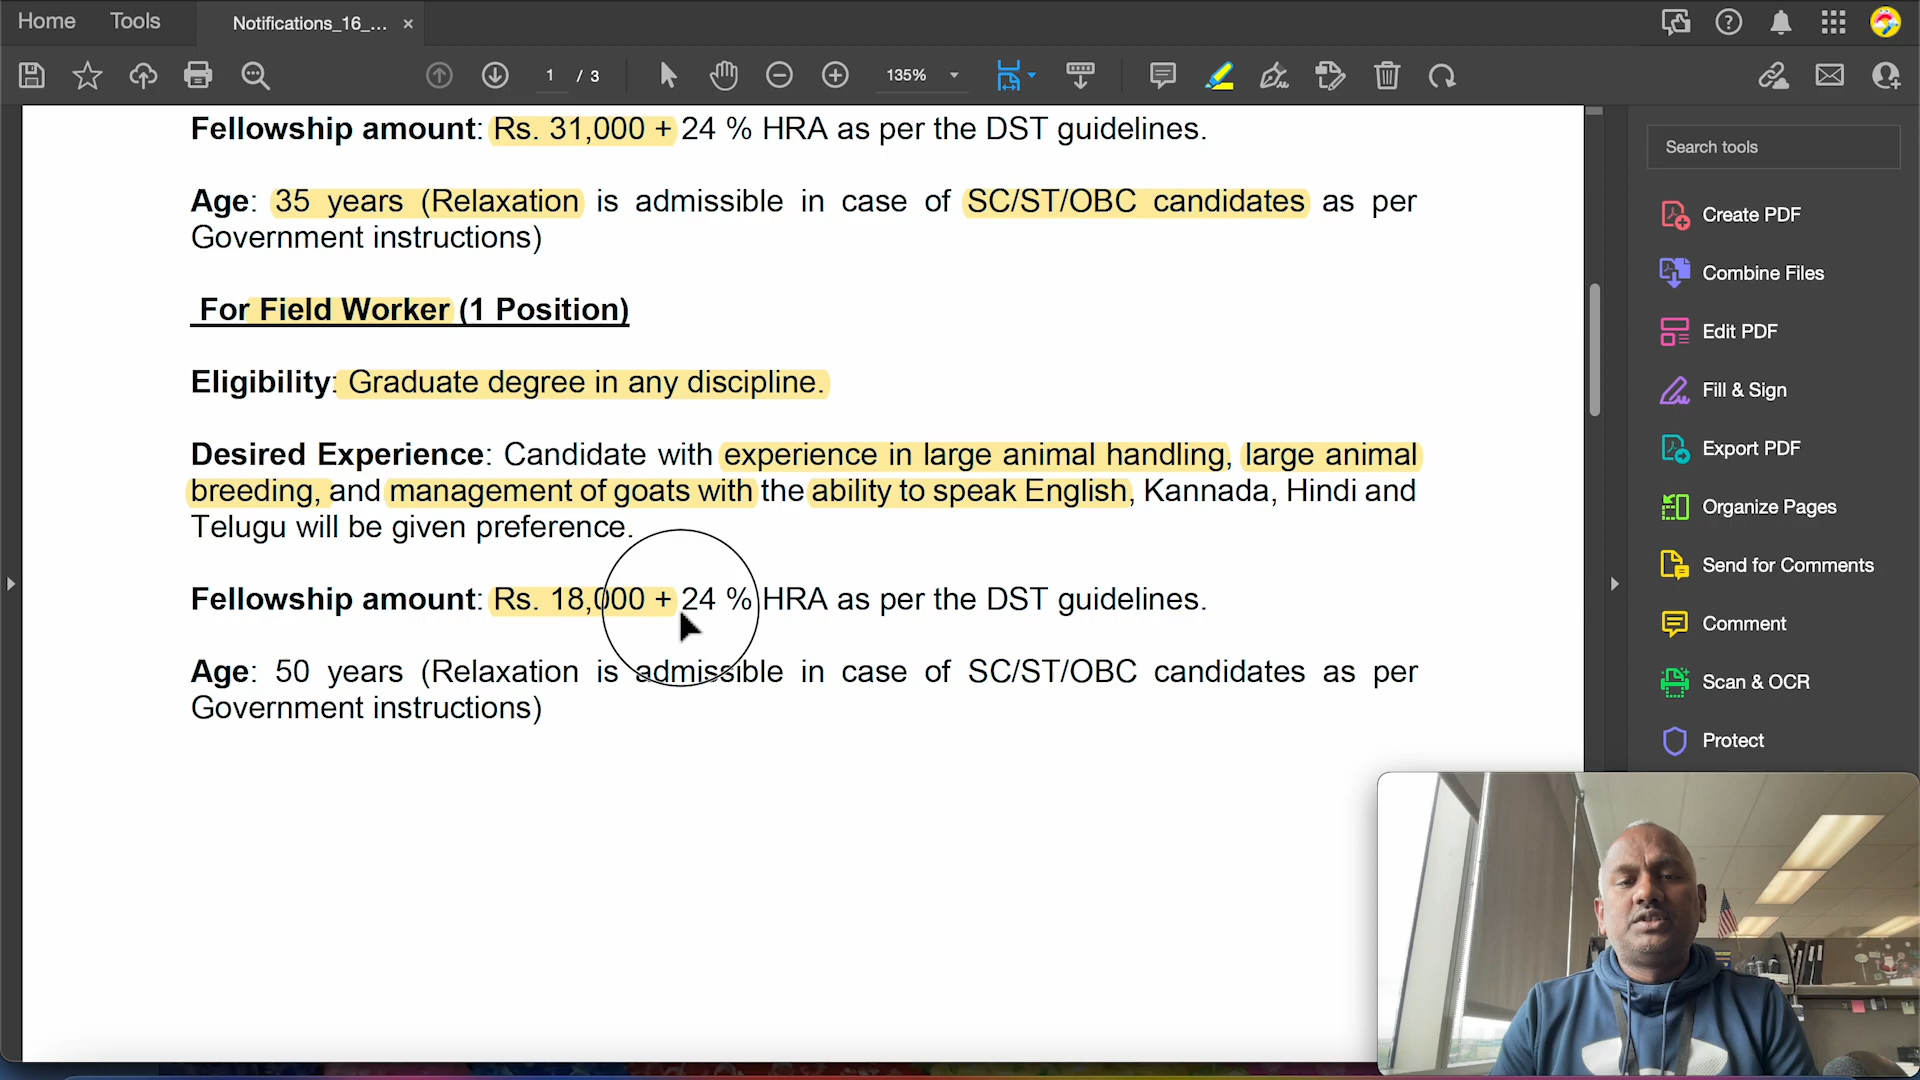 Home Tools Notifications_16_... ×
1 / 3 135%
Fellowship amount: Rs. 31,000 + 24 % HRA as per the DST guidelines.
Age: 35 years (Relaxation is admissible in case of SC/ST/OBC candidates as per
Government instructions)
For Field Worker (1 Position)
Eligibility: Graduate degree in any discipline.
Desired Experience: Candidate with experience in large animal handling, large animal
breeding, and management of goats with the ability to speak English, Kannada, Hindi and
Telugu will be given preference.
Fellowship amount: Rs. 18,000 + 24 % HRA as per the DST guidelines.
Age: 50 years (Relaxation is admissible in case of SC/ST/OBC candidates as per
Government instructions)
Search tools
Create PDF
Combine Files
Edit PDF
Fill & Sign
Export PDF
Organize Pages
Send for Comments
Comment
Scan & OCR
Protect